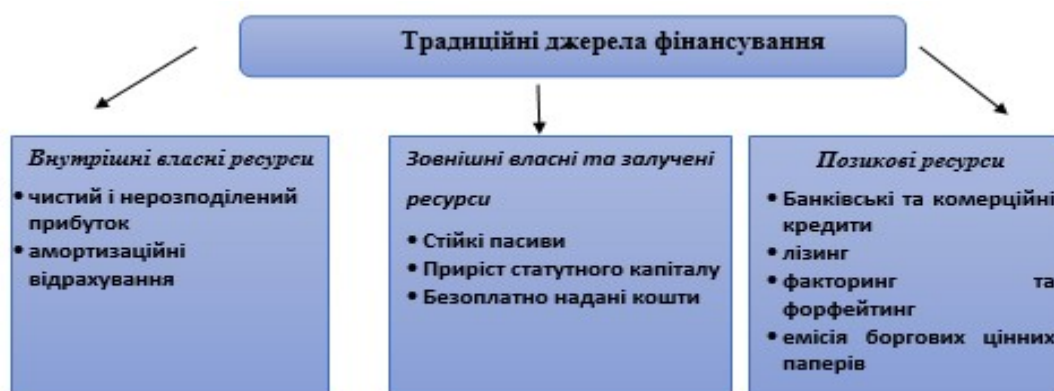 Традиційні джерела фінансування
Внутрішні власні ресурси
• чистий і нерозподілений
прибуток
• амортизаційні
відрахування
Зовнішні власні та залучені
ресурси
• Стійкі пасиви
• Приріст статутного капіталу
• Безоплатно надані кошти
Позикові ресурси
• Банківські та комерційні
кредити
• лізинг
• факторинг та
форфейтинг
• емісія боргових цінних
паперів